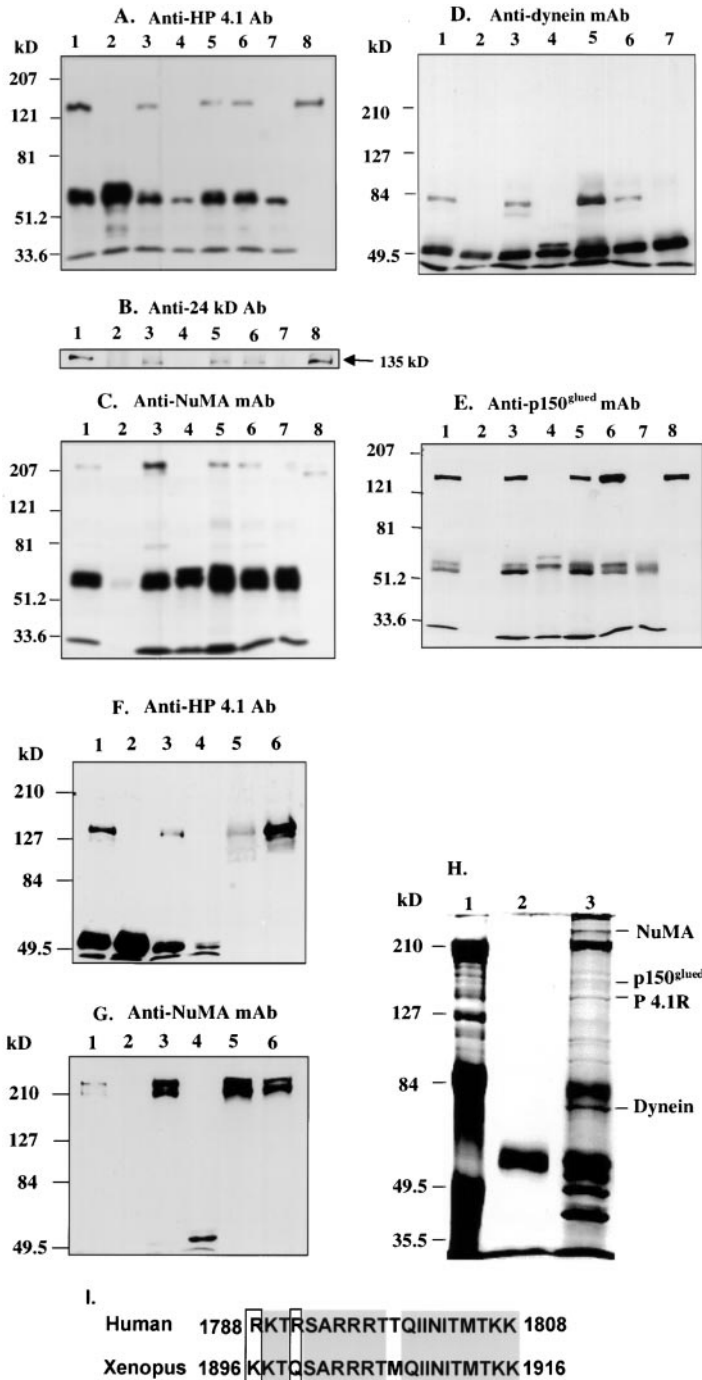 A. Anti-HP 4.1 Ab
kD
1 2 3 4 5 6 7 8
207
121
81
51.2
33.6
B. Anti-24 kD Ab
1 2 3 4 5 6 7 8
135 kD
C. Anti-NuMA mAb
1 2 3 4 5 6 7 8
207
121
81
51.2
33.6
D. Anti-dynein mAb
kD
1 2 3 4 5 6 7
210
127
84
49.5
E. Anti-p150glued mAb
1 2 3 4 5 6 7 8
207
121
81
51.2
33.6
F. Anti-HP 4.1 Ab
kD
1 2 3 4 5 6
210
127
84
49.5
G. Anti-NuMA mAb
kD
1 2 3 4 5 6
210
127
84
49.5
H.
kD
1 2 3
210
127
84
49.5
35.5
NuMA
p150glued
P 4.1R
Dynein
I.
Human 1788 RKTRSARRRTTQIINITMTKK 1808
Xenopus 1896 KKTQSARRRTMQIINITMTKK 1916